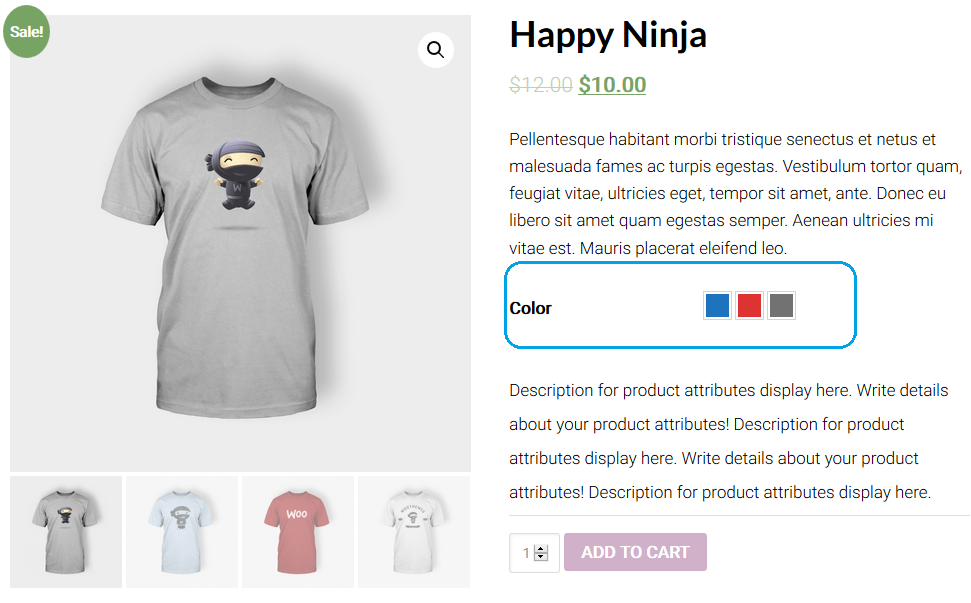 Sale!
Happy Ninja
$12.00 $10.00
Pellentesque habitant morbi tristique senectus et netus et
malesuada fames ac turpis egestas. Vestibulum tortor quam,
feugiat vitae, ultricies eget, tempor sit amet, ante. Donec eu
libero sit amet quam egestas semper. Aenean ultricies mi
vitae est. Mauris placerat eleifend leo.
Color
Description for product attributes display here. Write details
about your product attributes! Description for product
attributes display here. Write details about your product
attributes! Description for product attributes display here.
1
ADD TO CART
W
WOO